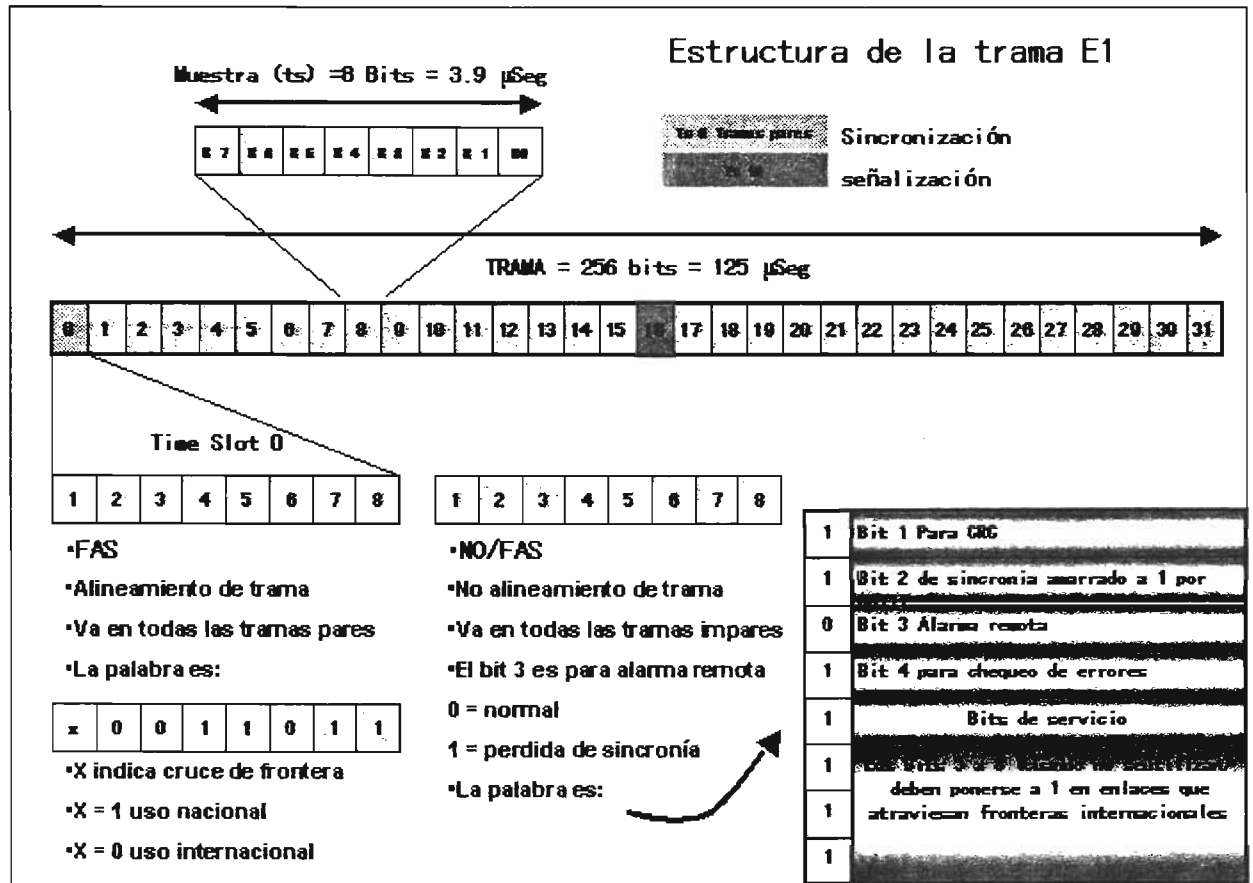 Estructura de la trama E1
Muestra (ts) =8 Bits = 3.9 µSeg
Ts 0 Tramas pares Sincronización
señalización
TRAMA = 256 bits = 125 µSeg
0 1 2 3 4 5 6 7 8 9 10 11 12 13 14 15 16 17 18 19 20 21 22 23 24 25 26 27 28 29 30 31
Time Slot 0
1 2 3 4 5 6 7 8
•FAS
•Alineamiento de trama
•Va en todas las tramas pares
•La palabra es:
x 0 0 1 1 0 1 1
•X indica cruce de frontera
•X = 1 uso nacional
•X = 0 uso internacional
1 2 3 4 5 6 7 8
•NO/FAS
•No alineamiento de trama
•Va en todas las tramas impares
•El bit 3 es para alarma remota
0 = normal
1 = perdida de sincronía
•La palabra es:
1 Bit 1 Para CRC
1 Bit 2 de sincronia amarrado a 1 por
0 Bit 3 Alarma remota
1 Bit 4 para chequeo de errores
1 Bits de servicio
1
deben ponerse a 1 en enlaces que
1 atraviesan fronteras internacionales
1